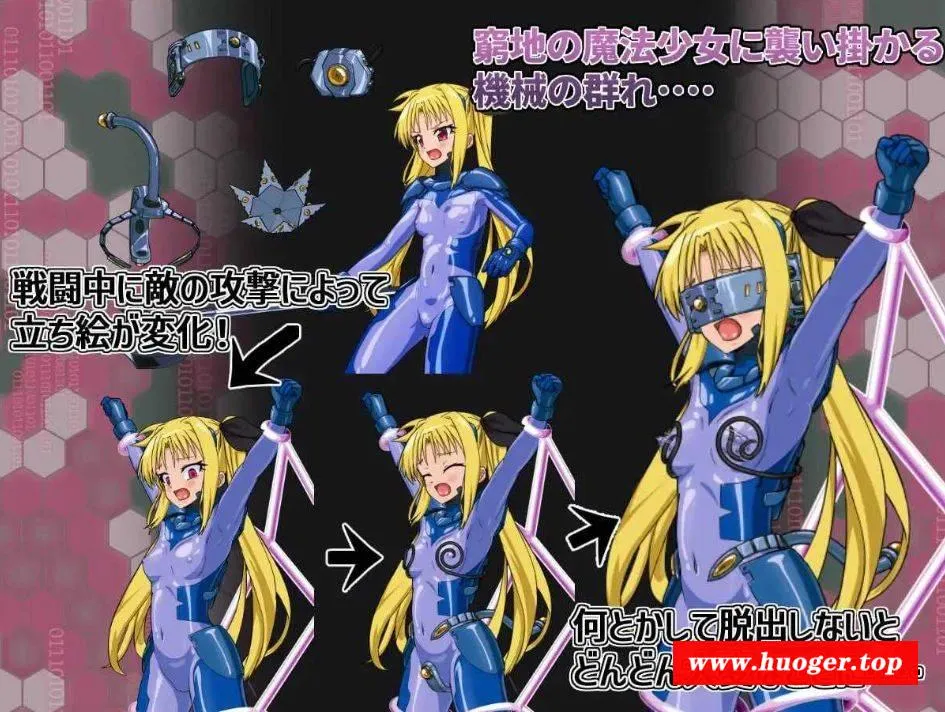 窮地の魔法少女に襲い掛かる
機械の群れ‥‥
戦闘中に敵の攻撃によって
立ち絵が変化!
何とかして脱出しないと
どんどん
www.huoger.top